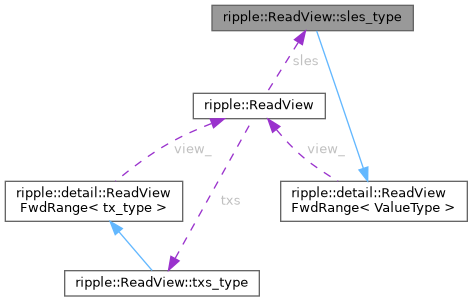 ripple::ReadView::sles_type
sles
ripple::ReadView
view_
view_
ripple::detail::ReadView
FwdRange< tx_type >
txs
ripple::detail::ReadView
FwdRange< ValueType >
ripple::ReadView::txs_type